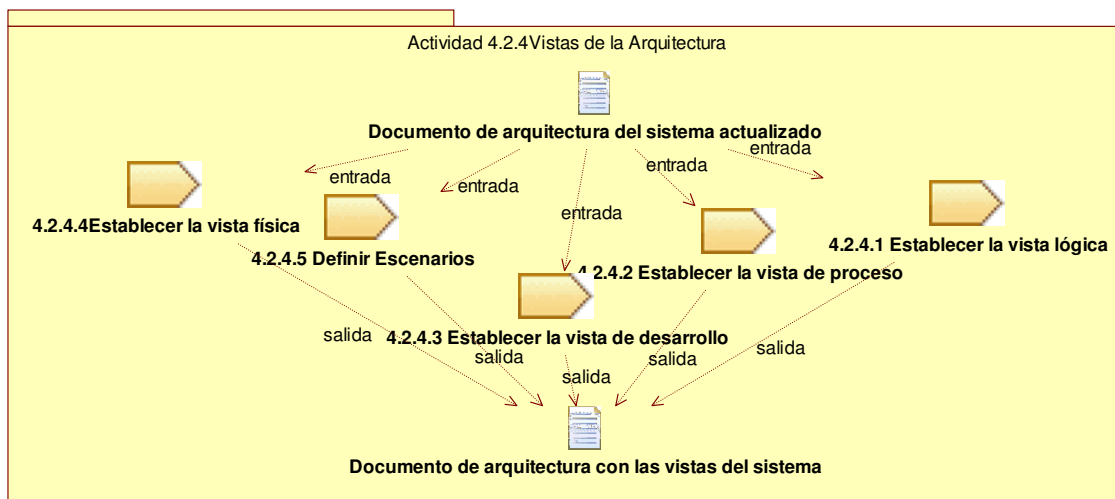 Actividad 4.2.4Vistas de la Arquitectura
Documento de arquitectura del sistema actualizado
entrada
entrada
entrada
entrada
entrada
4.2.4.4Establecer la vista física
4.2.4.5 Definir Escenarios
4.2.4.3 Establecer la vista de desarrollo
4.2.4.2 Establecer la vista de proceso
4.2.4.1 Establecer la vista lógica
salida
salida
salida
salida
salida
Documento de arquitectura con las vistas del sistema